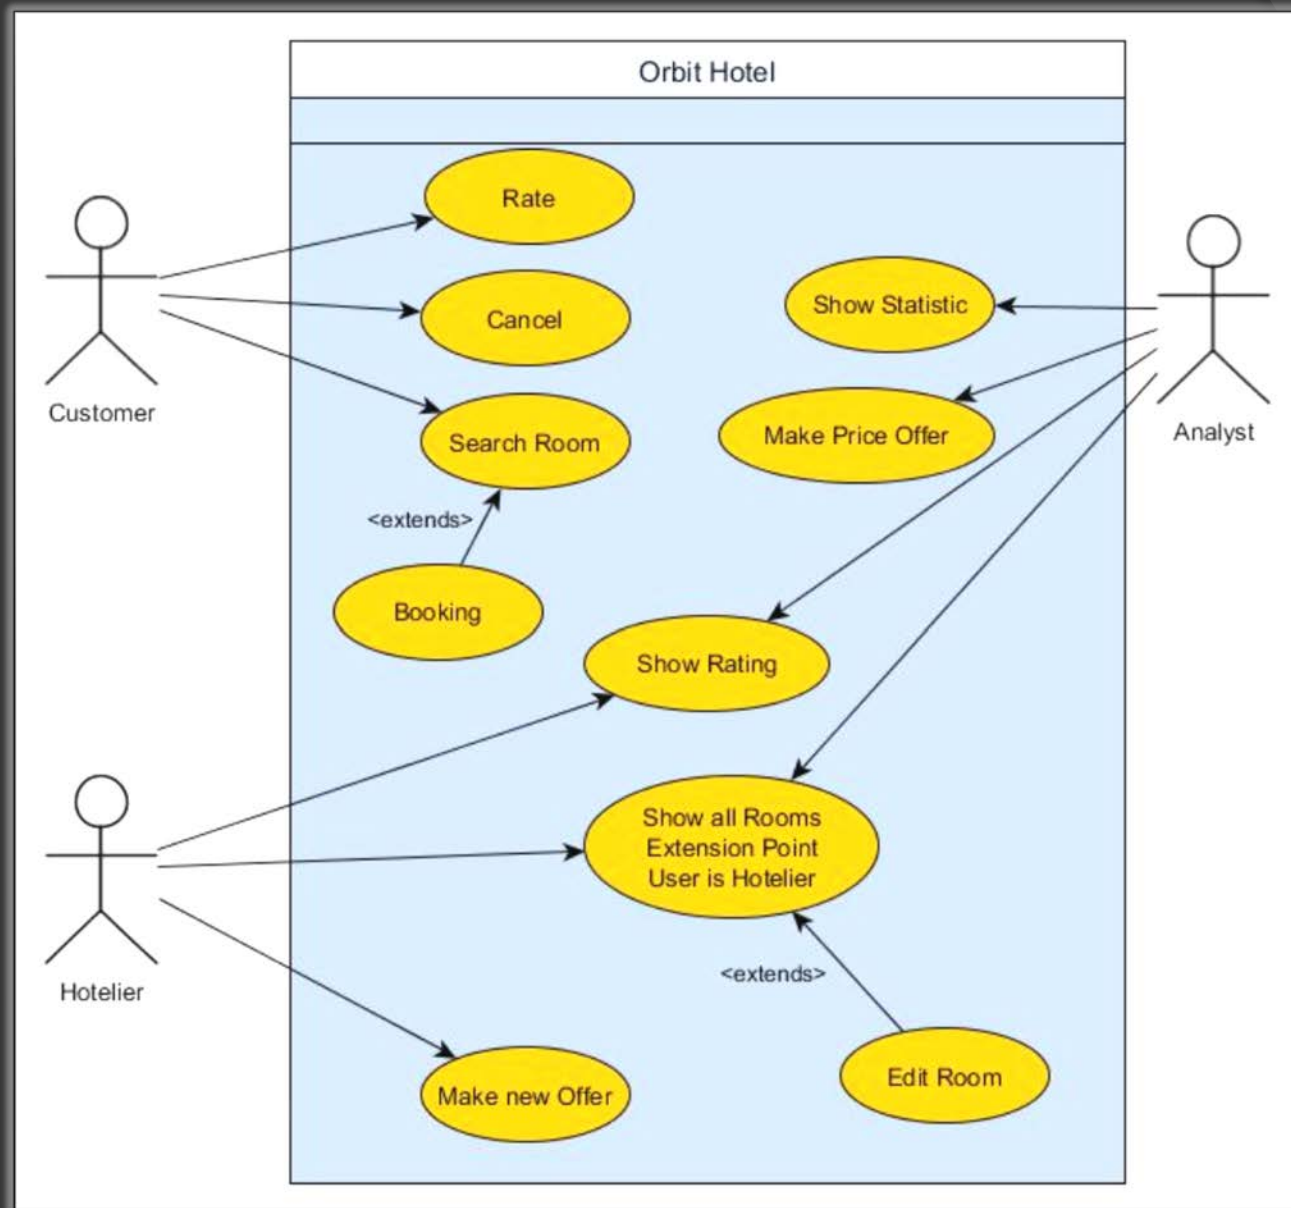 Orbit Hotel
Rate
Cancel
Show Statistic
Customer
Search Room
Make Price Offer
Analyst
<extends>
Booking
Show Rating
Show all Rooms
Extension Point
User is Hotelier
Hotelier
<extends>
Edit Room
Make new Offer